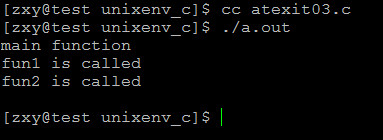 [zxy@test unixenv_c]$ cc atexit03.c
[zxy@test unixenv_c]$ ./a.out
main function
fun1 is called
fun2 is called
[zxy@test unixenv_c]$